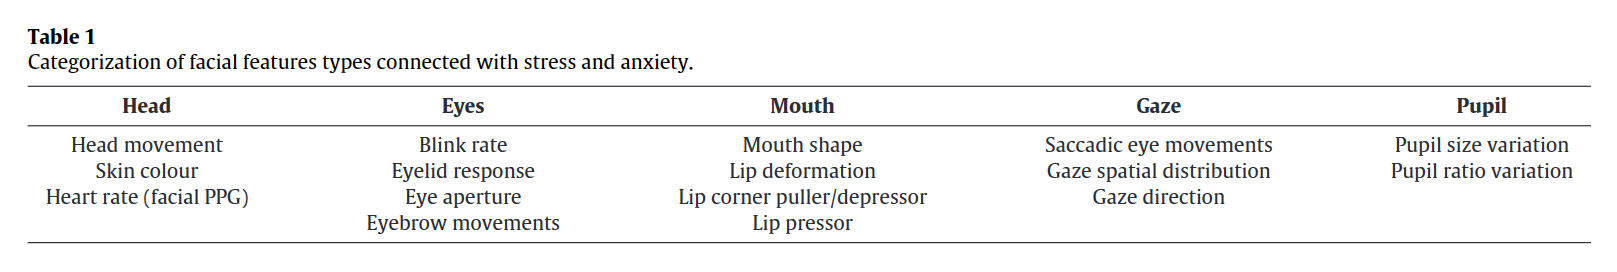 Table 1
Categorization of facial features types connected with stress and anxiety.
Head Eyes Mouth Gaze Pupil
Head movement Blink rate Mouth shape Saccadic eye movements Pupil size variation
Skin colour Eyelid response Lip deformation Gaze spatial distribution Pupil ratio variation
Heart rate (facial PPG) Eye aperture Lip corner puller/depressor Gaze direction
Eyebrow movements Lip pressor